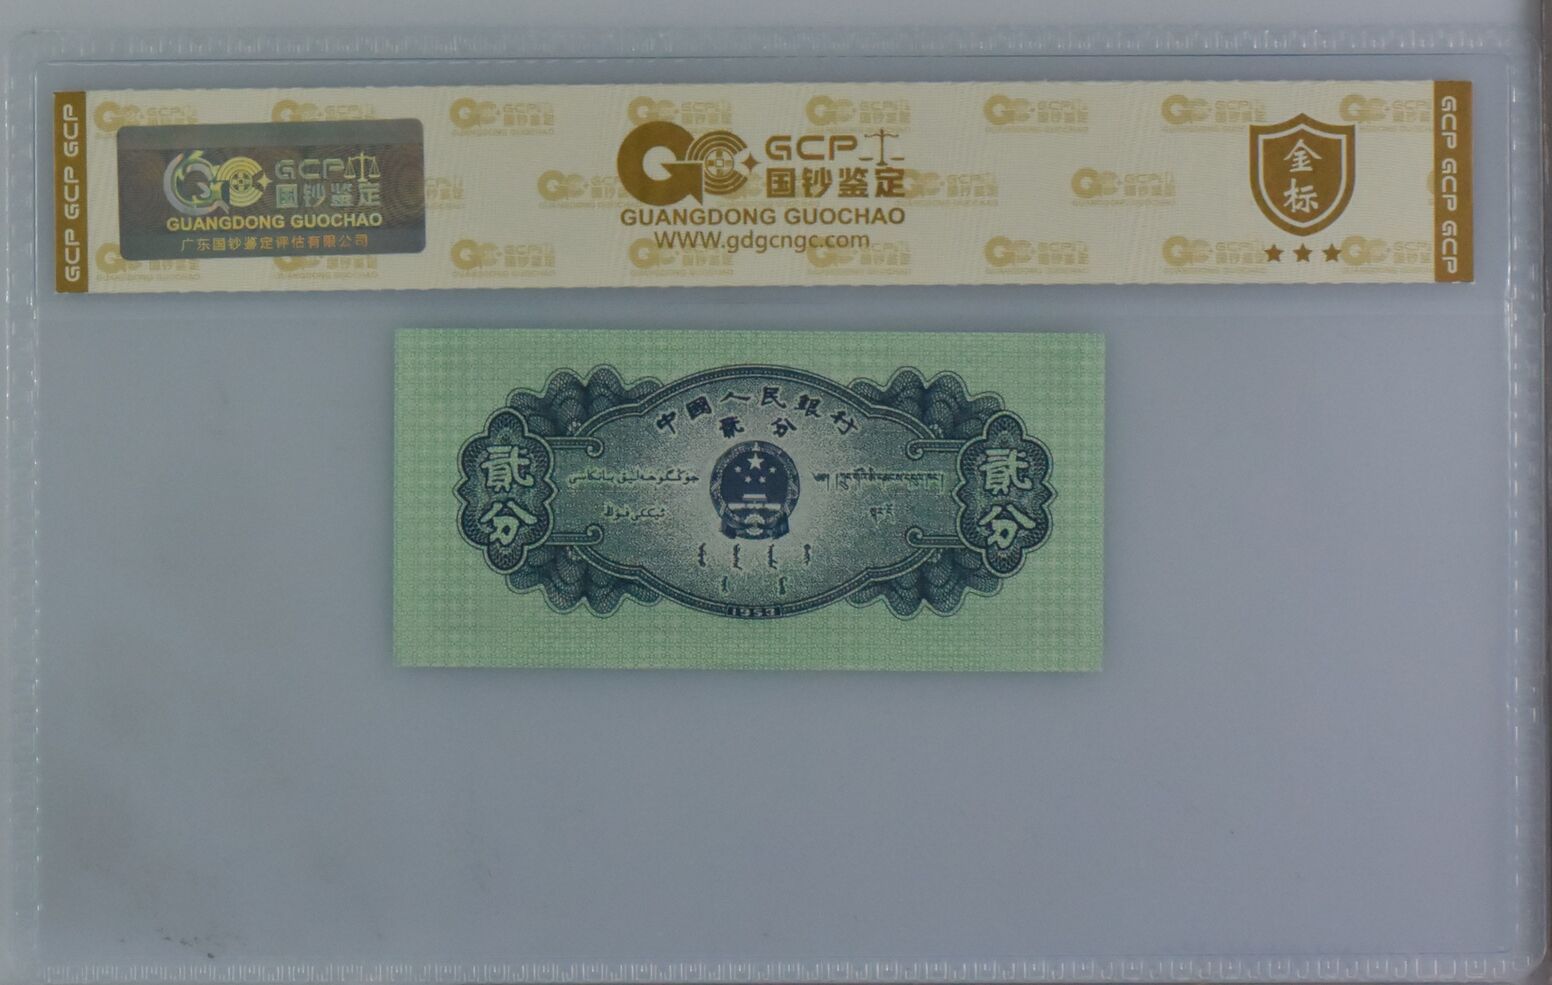 GCP GCP GCP
GCP
国钞鉴定
GUANGDONG GUOCHAO
广东国钞鉴定评估有限公司
GCP
国钞鉴定
GUANGDONG GUOCHAO
WWW.gdgcngc.com
金标
GCP GCP GCP
中國人民銀行
貳分
貳分
貳分
1953